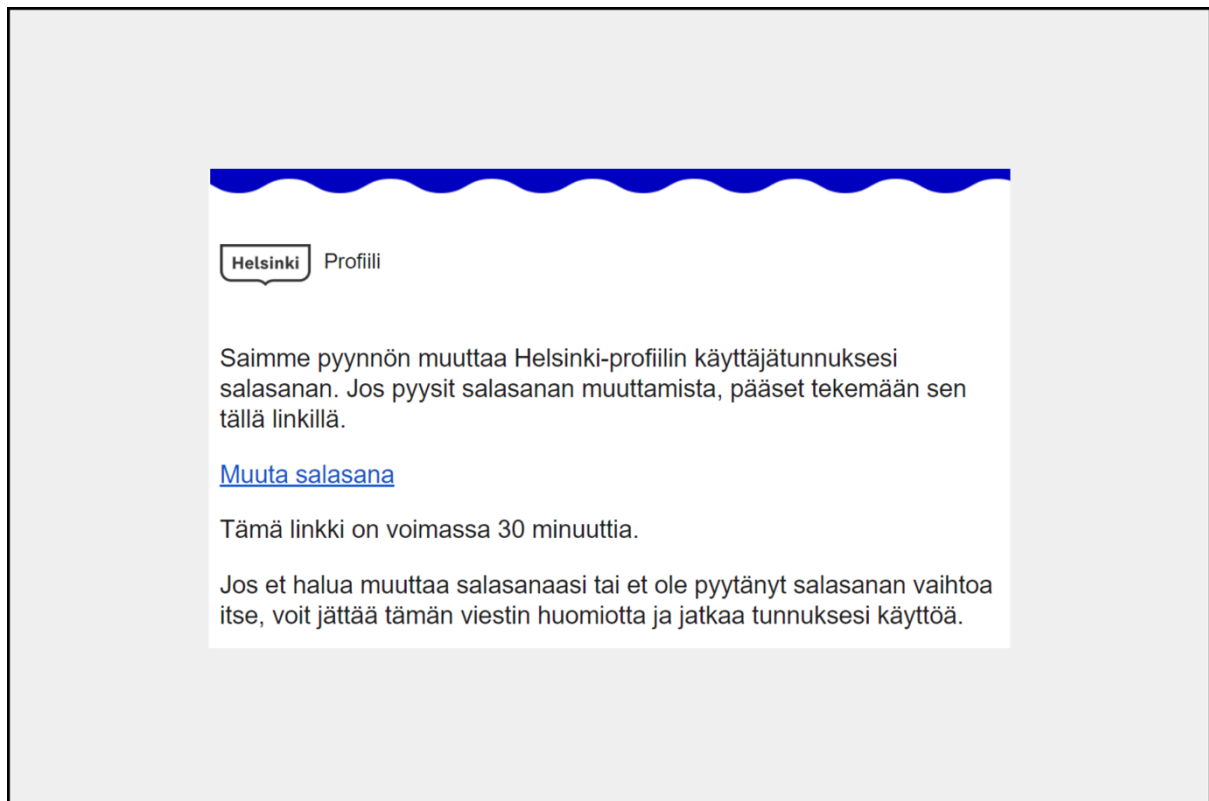 Helsinki Profiili
Saimme pyynnön muuttaa Helsinki-profiilin käyttäjätunnuksesi
salasanan. Jos pyysit salasanan muuttamista, pääset tekemään sen
tällä linkillä.
Muuta salasana
Tämä linkki on voimassa 30 minuuttia.
Jos et halua muuttaa salasanaasi tai et ole pyytänyt salasanan vaihtoa
itse, voit jättää tämän viestin huomiotta ja jatkaa tunnuksesi käyttöä.